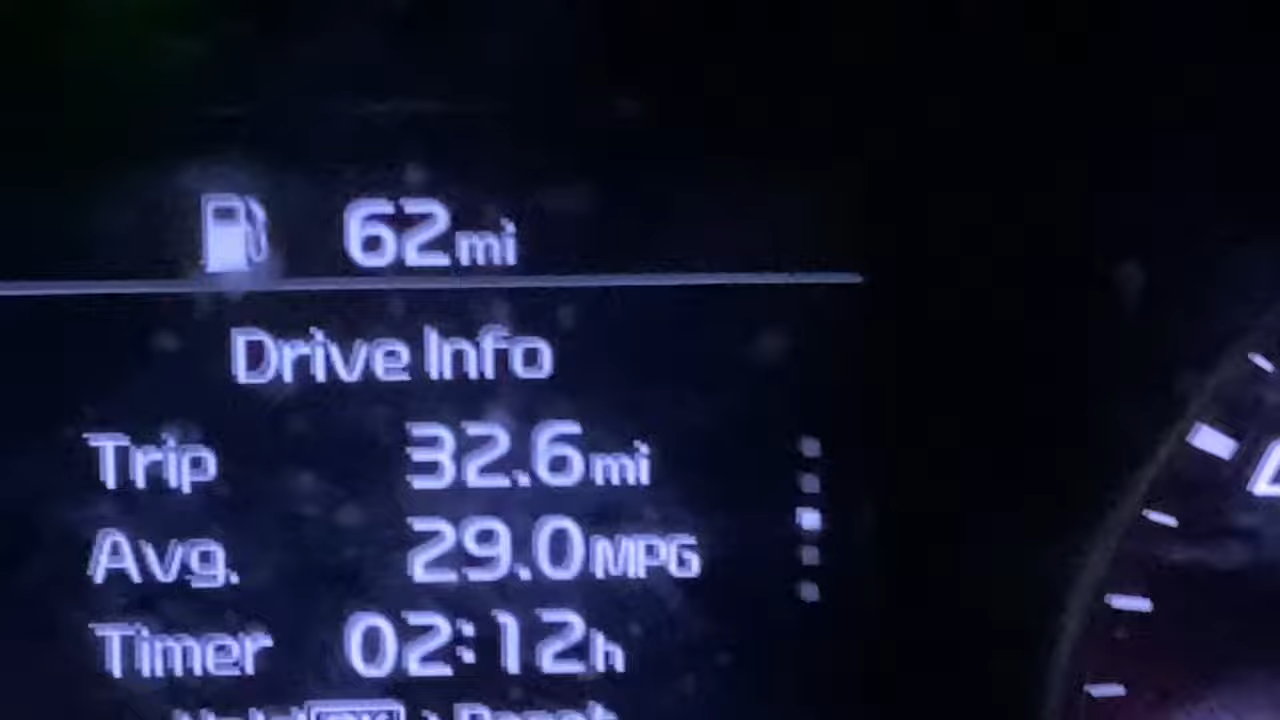 62mi
Drive Info
Trip 32.6mi
Avg. 29.0MPG
Timer 02:12h